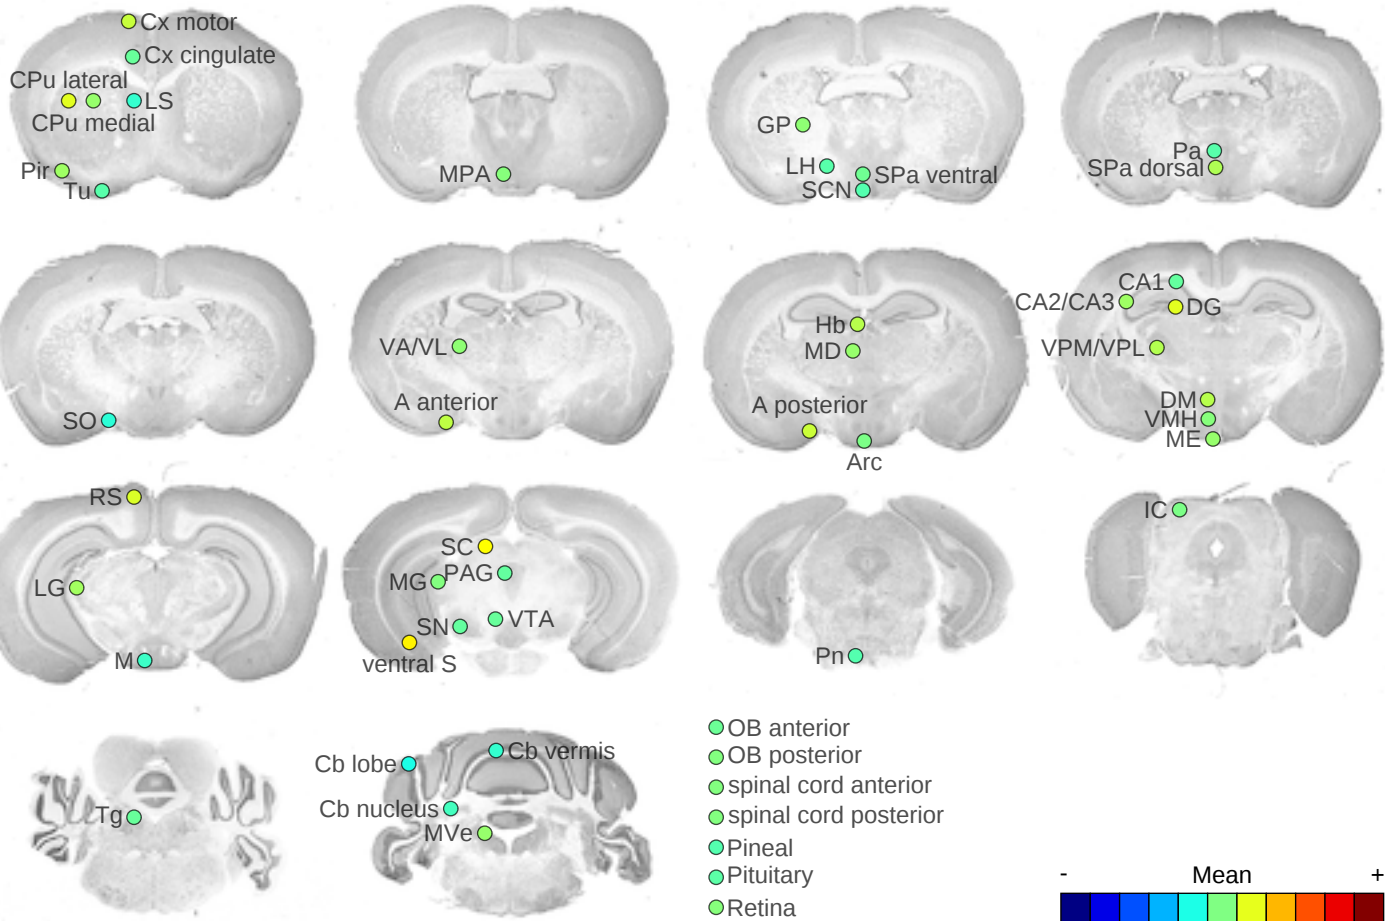 Cx motor
Cx cingulate
CPu lateral
LS
CPu medial
Pir
Tu
MPA
GP
LH
SPa ventral
SCN
Pa
SPa dorsal
SO
VA/VL
A anterior
Hb
MD
A posterior
Arc
CA1
CA2/CA3
DG
VPM/VPL
DM
VMH
ME
RS
LG
M
SC
PAG
MG
VTA
SN
ventral S
Pn
IC
Tg
Cb vermis
Cb lobe
Cb nucleus
MVe
OB anterior
OB posterior
spinal cord anterior
spinal cord posterior
Pineal
Pituitary
Retina
- Mean +